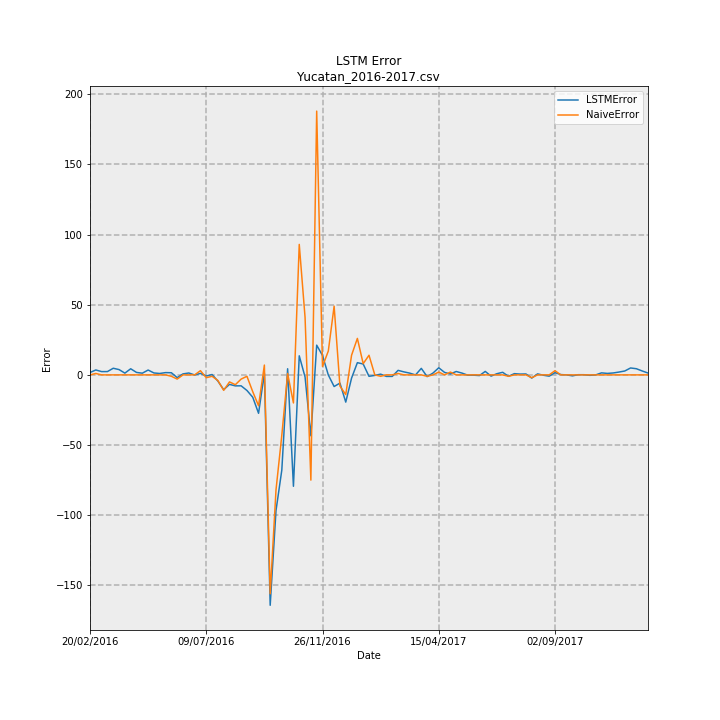 LSTM Error
Yucatan_2016-2017.csv
LSTMError
NaiveError
Error
200
150
100
50
0
−50
−100
−150
20/02/2016
09/07/2016
26/11/2016
15/04/2017
02/09/2017
Date